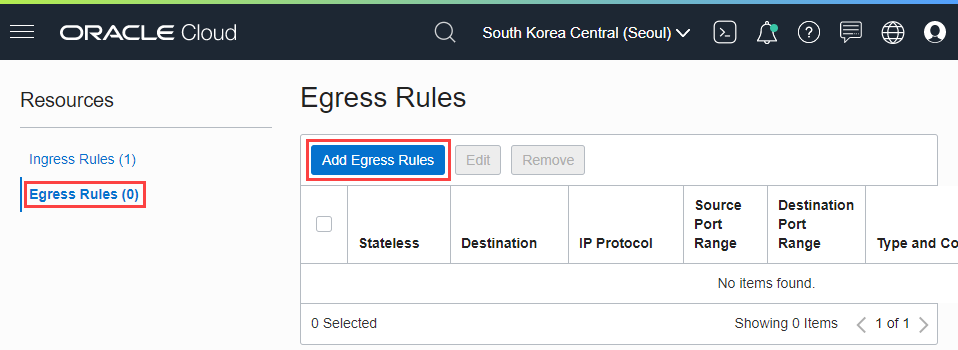 ORACLE Cloud
South Korea Central (Seoul)
Resources
Ingress Rules (1)
Egress Rules (0)
Egress Rules
Add Egress Rules
Edit
Remove
Stateless
Destination
IP Protocol
Source
Port
Range
Destination
Port
Range
Type and Co
No items found.
0 Selected
Showing 0 Items
1 of 1